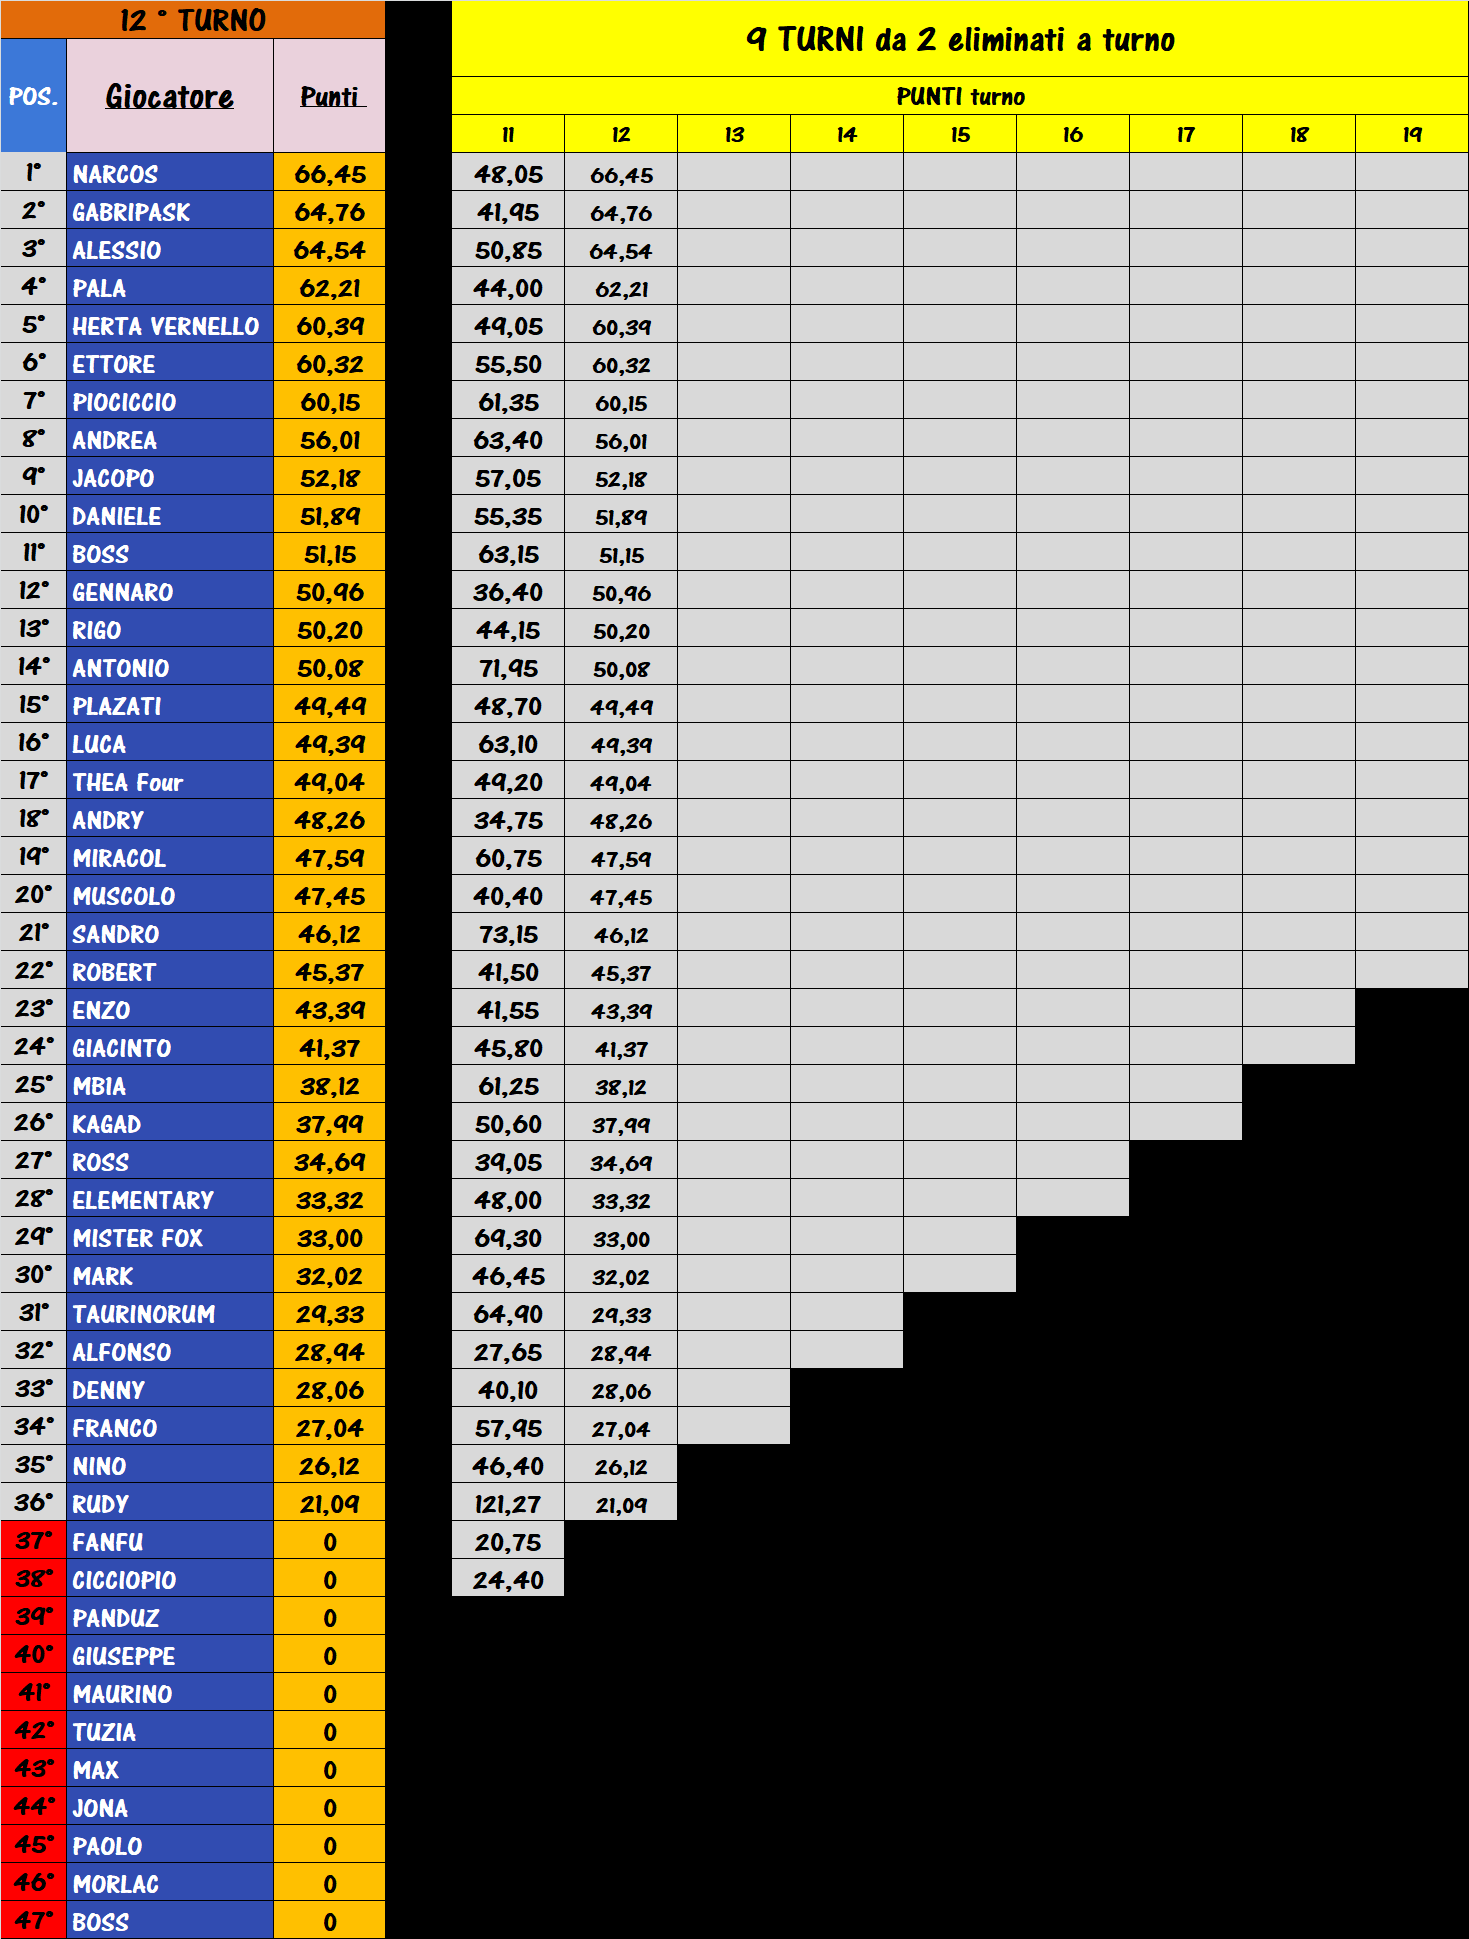 12 ° TURNO
9 TURNI da 2 eliminati a turno
POS. Giocatore Punti
PUNTI turno
11 12 13 14 15 16 17 18 19
1° NARCOS 66,45 48,05 66,45
2° GABRIPASK 64,76 41,95 64,76
3° ALESSIO 64,54 50,85 64,54
4° PALA 62,21 44,00 62,21
5° HERTA VERNELLO 60,39 49,05 60,39
6° ETTORE 60,32 55,50 60,32
7° PIOCICCIO 60,15 61,35 60,15
8° ANDREA 56,01 63,40 56,01
9° JACOPO 52,18 57,05 52,18
10° DANIELE 51,89 55,35 51,89
11° BOSS 51,15 63,15 51,15
12° GENNARO 50,96 36,40 50,96
13° RIGO 50,20 44,15 50,20
14° ANTONIO 50,08 71,95 50,08
15° PLAZATI 49,49 48,70 49,49
16° LUCA 49,39 63,10 49,39
17° THEA Four 49,04 49,20 49,04
18° ANDRY 48,26 34,75 48,26
19° MIRACOL 47,59 60,75 47,59
20° MUSCOLO 47,45 40,40 47,45
21° SANDRO 46,12 73,15 46,12
22° ROBERT 45,37 41,50 45,37
23° ENZO 43,39 41,55 43,39
24° GIACINTO 41,37 45,80 41,37
25° MBIA 38,12 61,25 38,12
26° KAGAD 37,99 50,60 37,99
27° ROSS 34,69 39,05 34,69
28° ELEMENTARY 33,32 48,00 33,32
29° MISTER FOX 33,00 69,30 33,00
30° MARK 32,02 46,45 32,02
31° TAURINORUM 29,33 64,90 29,33
32° ALFONSO 28,94 27,65 28,94
33° DENNY 28,06 40,10 28,06
34° FRANCO 27,04 57,95 27,04
35° NINO 26,12 46,40 26,12
36° RUDY 21,09 121,27 21,09
37° FANFU 0 20,75
38° CICCIOPIO 0 24,40
39° PANDUZ 0
40° GIUSEPPE 0
41° MAURINO 0
42° TUZIA 0
43° MAX 0
44° JONA 0
45° PAOLO 0
46° MORLAC 0
47° BOSS 0